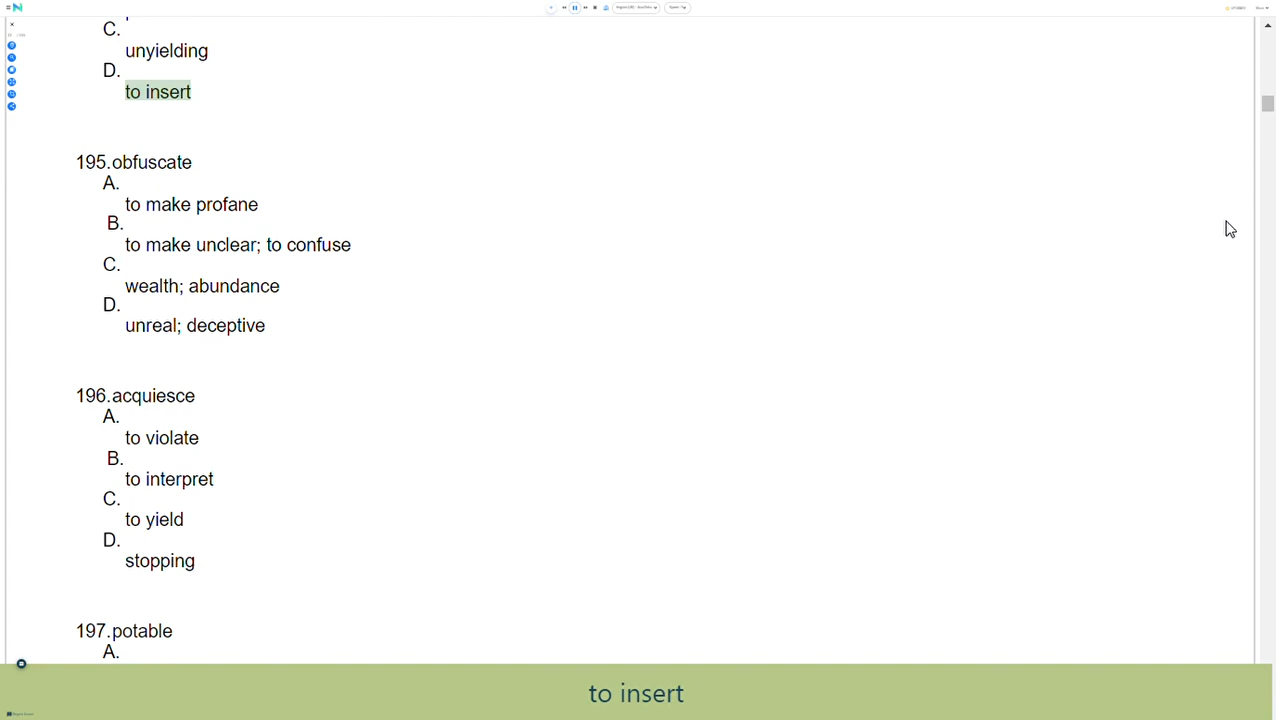 C.
unyielding
D.
to insert
195.obfuscate
A.
to make profane
B.
to make unclear; to confuse
C.
wealth; abundance
D.
unreal; deceptive
196.acquiesce
A.
to violate
B.
to interpret
C.
to yield
D.
stopping
197.potable
A.
to insert